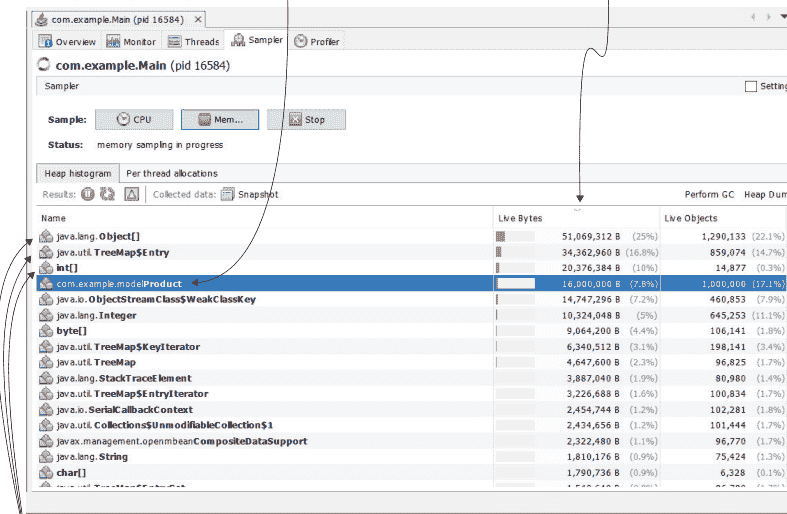 com.example.Main (pid 16584)
Overview Monitor Threads Sampler Profiler
com.example.Main (pid 16584)
Sampler Setting
Sample: CPU Mem... Stop
Status: memory sampling in progress
Heap histogram Per thread allocations
Results: Collected data: Snapshot Perform GC Heap Dum
Name Live Bytes Live Objects
java.lang.Object[] 51,069,312 B (25%) 1,290,133 (22.1%)
java.util.TreeMap$Entry 34,362,960 B (16.8%) 859,074 (14.7%)
int[] 20,376,384 B (10%) 14,877 (0.3%)
com.example.modelProduct 16,000,000 B (7.8%) 1,000,000 (17.1%)
java.io.ObjectStreamClass$WeakClassKey 14,747,296 B (7.2%) 460,853 (7.9%)
java.lang.Integer 10,324,048 B (5%) 645,253 (11.1%)
byte[] 9,064,200 B (4.4%) 106,141 (1.8%)
java.util.TreeMap$KeyIterator 6,340,512 B (3.1%) 198,141 (3.4%)
java.util.TreeMap 4,647,600 B (2.3%) 96,825 (1.7%)
java.lang.StackTraceElement 3,887,040 B (1.9%) 80,980 (1.4%)
java.util.TreeMap$EntryIterator 3,226,688 B (1.6%) 100,834 (1.7%)
java.io.SerialCallbackContext 2,454,744 B (1.2%) 102,281 (1.8%)
java.util.Collections$UnmodifiableCollection$1 2,434,656 B (1.2%) 101,444 (1.7%)
javax.management.openmbeanCompositeDataSupport 2,322,480 B (1.1%) 96,770 (1.7%)
java.lang.String 1,810,176 B (0.9%) 75,424 (1.3%)
char[] 1,790,736 B (0.9%) 6,328 (0.1%)